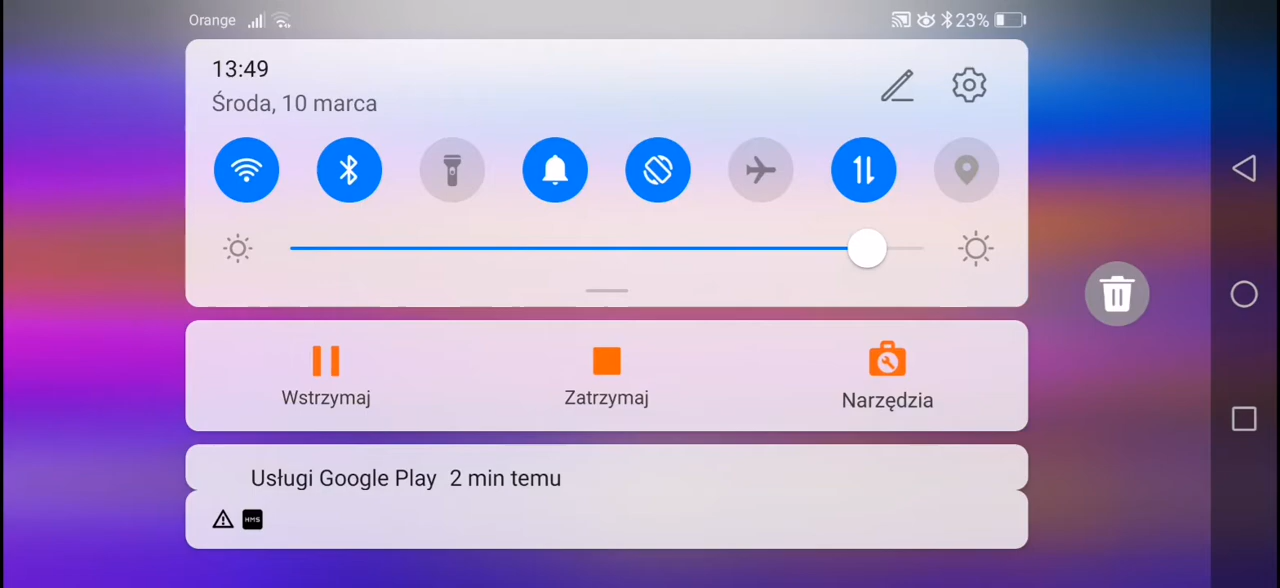 Orange
23%
13:49
Środa, 10 marca
Wstrzymaj
Zatrzymaj
Narzędzia
Usługi Google Play 2 min temu
HMS